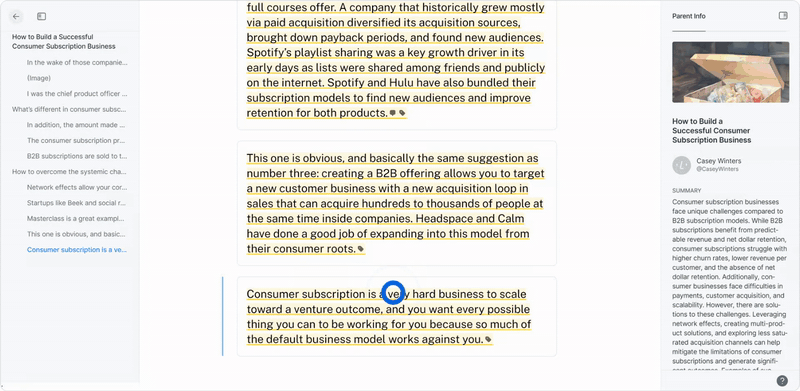 How to Build a Successful
Consumer Subscription Business
In the wake of those companie...
(Image)
I was the chief product officer ...
What's different in consumer subsc...
In addition, the amount made ...
The consumer subscription pr...
B2B subscriptions are sold to t...
How to overcome the systemic cha...
Network effects allow your cor...
Startups like Beek and social r...
Masterclass is a great exampl...
This one is obvious, and basic...
Consumer subscription is a ve...
full courses offer. A company that historically grew mostly
via paid acquisition diversified its acquisition sources,
brought down payback periods, and found new audiences.
Spotify's playlist sharing was a key growth driver in its
early days as lists were shared among friends and publicly
on the internet. Spotify and Hulu have also bundled their
subscription models to find new audiences and improve
retention for both products.
This one is obvious, and basically the same suggestion as
number three: creating a B2B offering allows you to target
a new customer business with a new acquisition loop in
sales that can acquire hundreds to thousands of people at
the same time inside companies. Headspace and Calm
have done a good job of expanding into this model from
their consumer roots.
Consumer subscription is a very hard business to scale
toward a venture outcome, and you want every possible
thing you can to be working for you because so much of
the default business model works against you.
Parent Info
How to Build a
Successful Consumer
Subscription Business
Casey Winters
@CaseyWinters
SUMMARY
Consumer subscription businesses
face unique challenges compared to
B2B subscription models. While B2B
subscriptions benefit from predict-
able revenue and net dollar retention,
consumer subscriptions struggle with
higher churn rates, lower revenue per
customer, and the absence of net
dollar retention. Additionally, con-
sumer businesses face difficulties in
payments, customer acquisition, and
scalability. However, there are solu-
tions to these challenges. Leveraging
network effects, creating multi-prod-
uct solutions, and exploring less satu-
rated acquisition channels can help
mitigate the limitations of consumer
subscriptions and generate signifi-